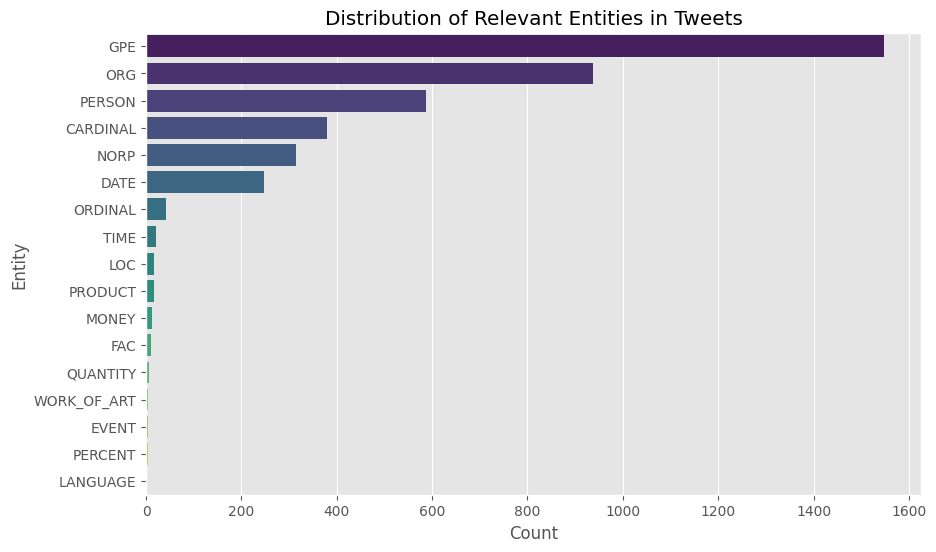 Distribution of Relevant Entities in Tweets
Entity
GPE
ORG
PERSON
CARDINAL
NORP
DATE
ORDINAL
TIME
LOC
PRODUCT
MONEY
FAC
QUANTITY
WORK_OF_ART
EVENT
PERCENT
LANGUAGE
0 200 400 600 800 1000 1200 1400 1600
Count